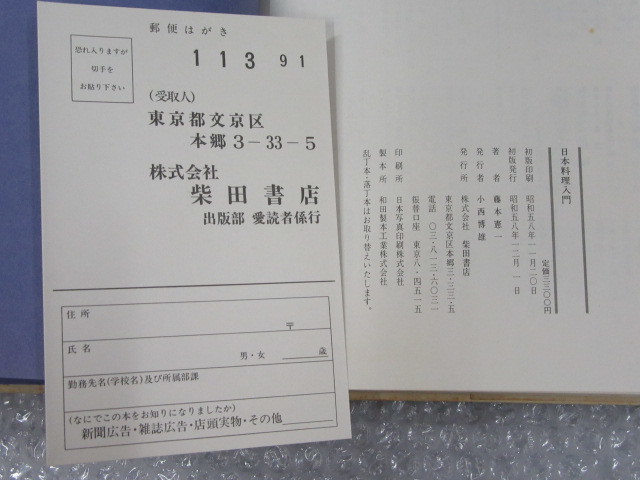 郵便はがき
恐れ入りますが
切手を
お貼り下さい
113 91
(受取人)
東京都文京区
本郷3-33-5
株式会社
柴田書店
出版部 愛読者係行
住所
〒
氏名
男・女 歳
勤務先名(学校名)及び所属部課
(なにでこの本をお知りになりましたか)
新聞広告・雑誌広告・店頭実物・その他
日本料理入門
定価三二〇〇円
初版印刷 昭和五八年一一月二〇日
初版発行 昭和五八年一二月一日
著者 藤本憲一
発行者 小西博雄
発行所 株式会社 柴田書店
東京都文京区本郷三・三三・五
電話 〇三・八一三・六〇三一
振替口座 東京八・四五一五
印刷所 日本写真印刷株式会社
製本所 和田製本工業株式会社
乱丁本・落丁本はお取り替えいたします。